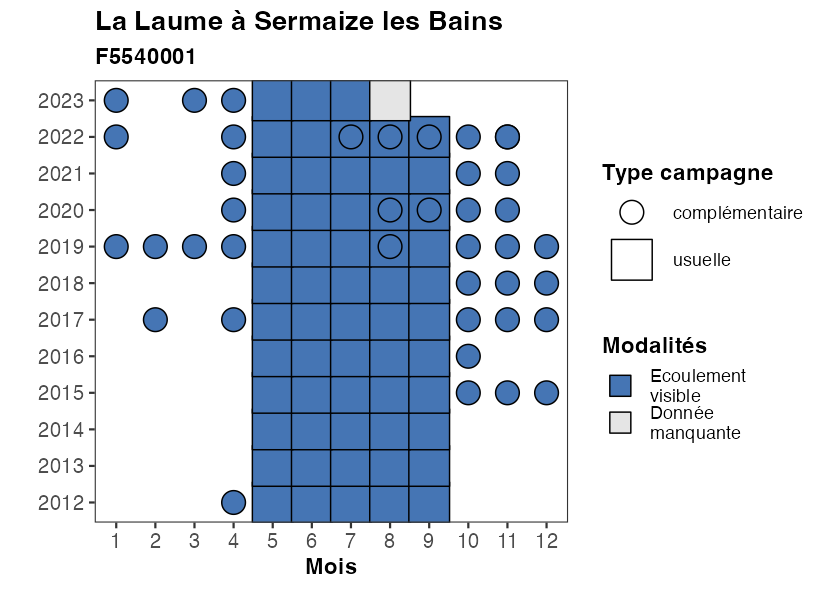 La Laume à Sermaize les Bains
F5540001
2023
2022
2021
2020
2019
2018
2017
2016
2015
2014
2013
2012
1 2 3 4 5 6 7 8 9 10 11 12
Mois
Type campagne
complémentaire
usuelle
Modalités
Ecoulement
visible
Donnée
manquante